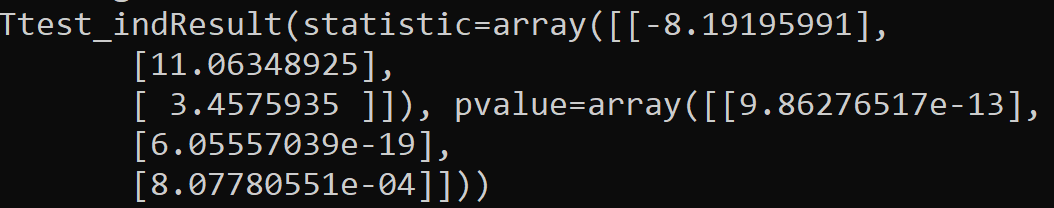 Ttest_indResult(statistic=array([[-8.19195991],
       [11.06348925],
       [ 3.4575935 ]]), pvalue=array([[9.86276517e-13],
       [6.05557039e-19],
       [8.07780551e-04]]))